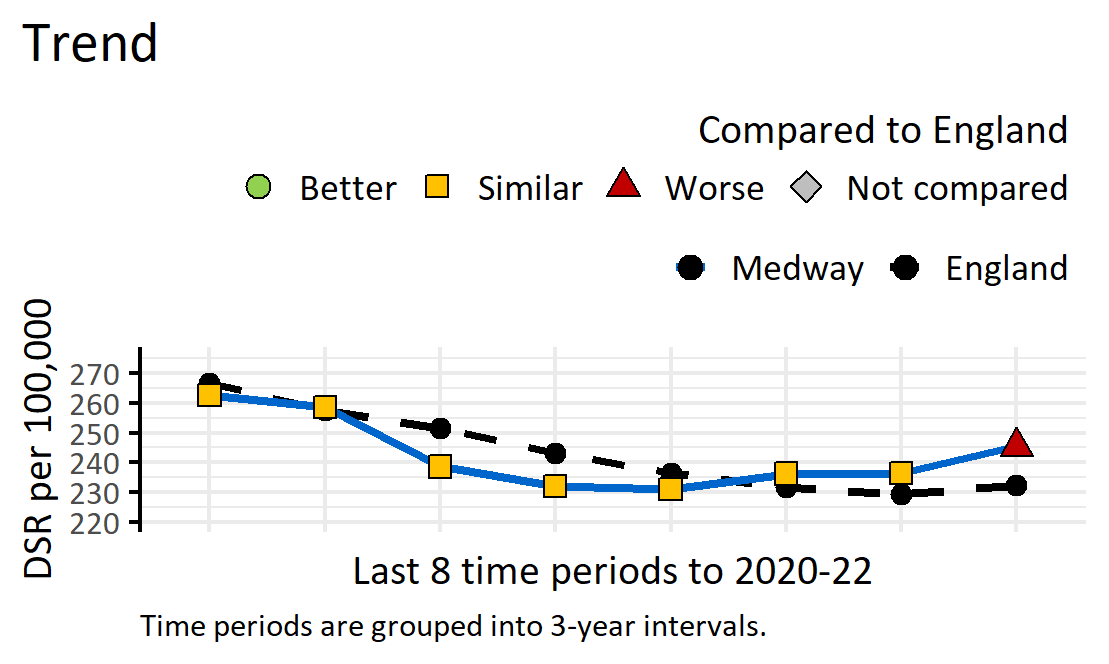 Trend
Compared to England
Better Similar Worse Not compared
Medway England
DSR per 100,000
270
260
250
240
230
220
Last 8 time periods to 2020-22
Time periods are grouped into 3-year intervals.